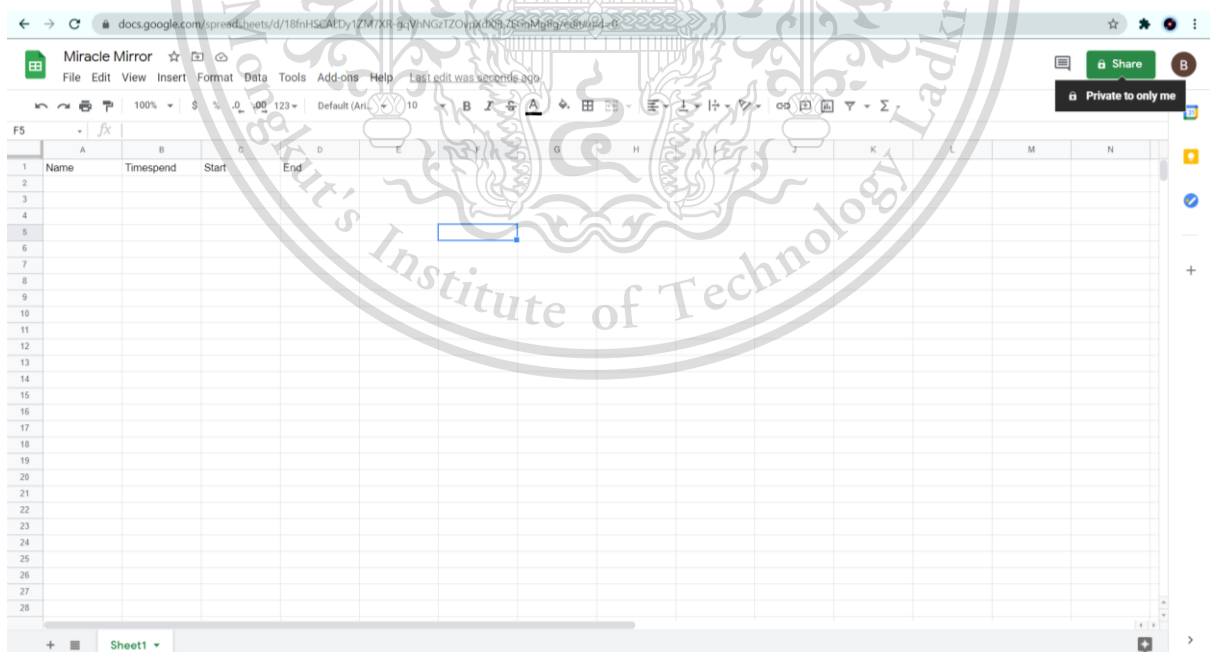 docs.google.com/spreadsheets/d/
Miracle Mirror
File Edit View Insert Format Data Tools Add-ons Help Last edit was seconds ago
Share
B
Private to only me
100% $ % .0 .00 123 Default (Ari... 10 B I S A
F5 fx
A B C D E F G H I J K L M N
1 Name Timespend Start End
2
3
4
5
6
7
8
9
10
11
12
13
14
15
16
17
18
19
20
21
22
23
24
25
26
27
28
Sheet1
Mongkut's Institute of Technology